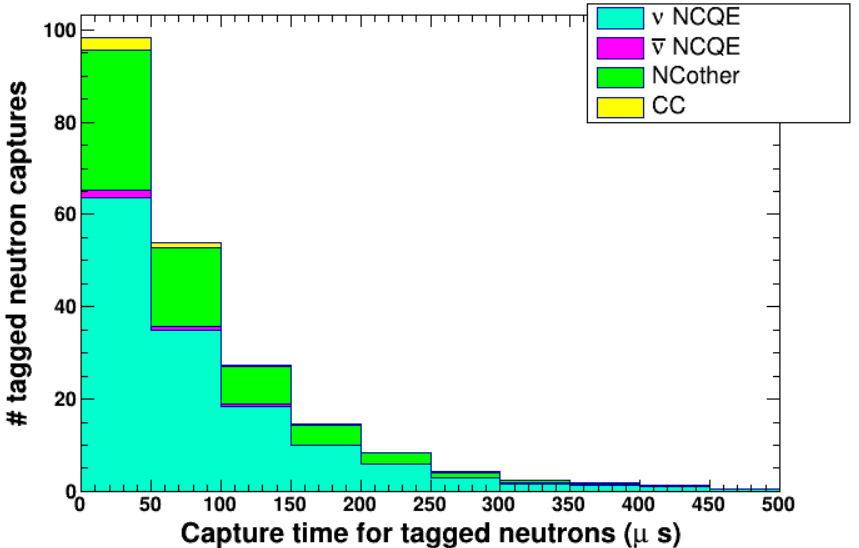 ν NCQE
ν̅ NCQE
NCother
CC
100
80
60
40
20
0
# tagged neutron captures
0 50 100 150 200 250 300 350 400 450 500
Capture time for tagged neutrons (μ s)